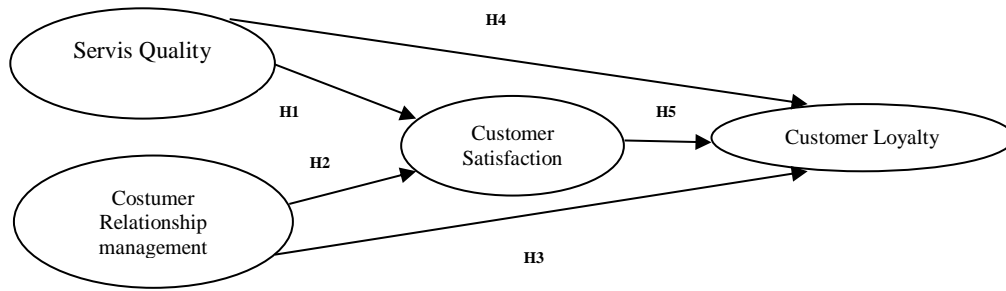 H4
Servis Quality
H1
H5
Customer
Satisfaction
Customer Loyalty
H2
Costumer
Relationship
management
H3